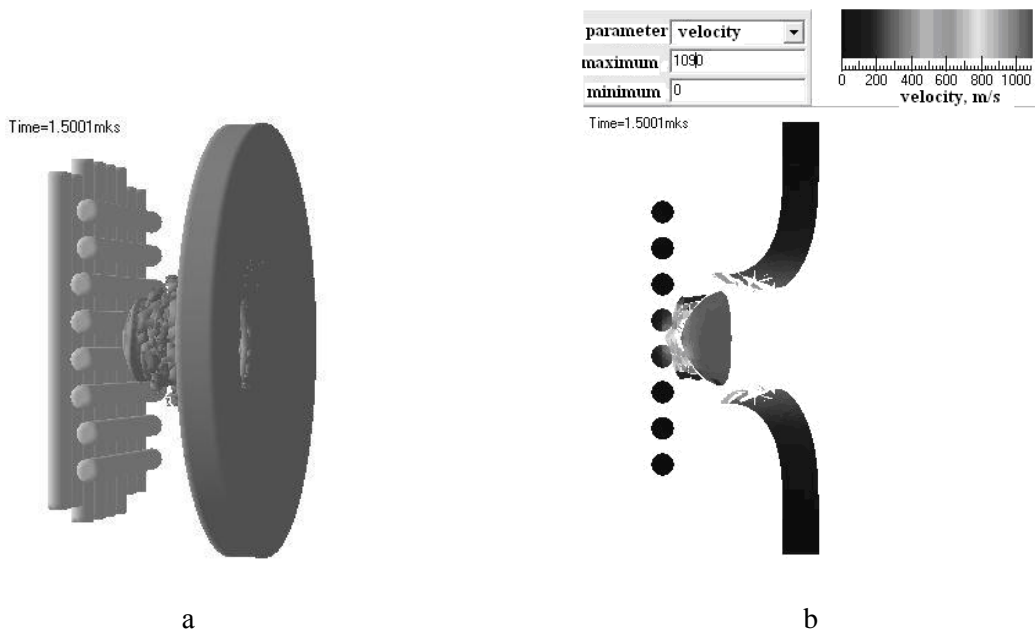 parameter velocity
maximum 1090
minimum 0
0 200 400 600 800 1000
velocity, m/s
Time=1.5001mks
Time=1.5001mks
a
b